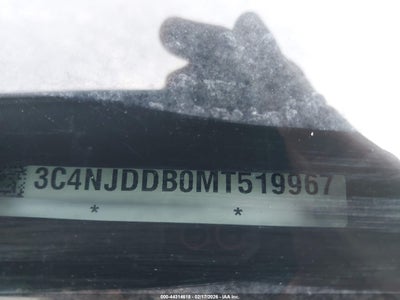 3C4NJDDB0MT519967
* *
000-44314618 - 02/17/2026 - IAA Inc.